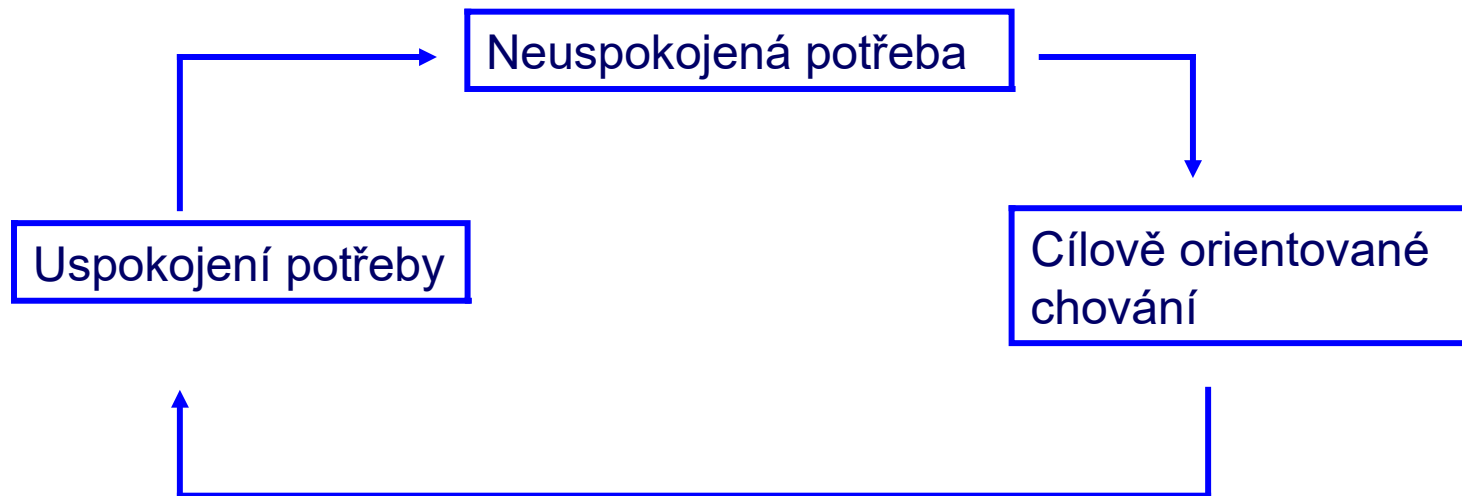 Neuspokojená potřeba
Uspokojení potřeby
Cílově orientované
chování